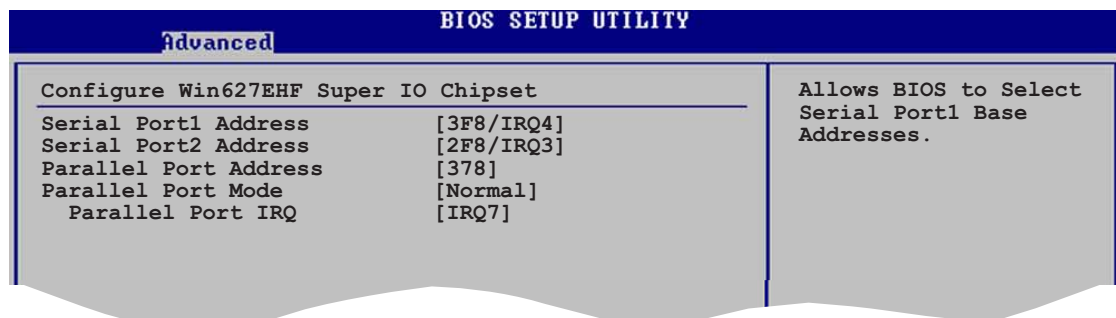 BIOS SETUP UTILITY
Advanced
Configure Win627EHF Super IO Chipset
Serial Port1 Address [3F8/IRQ4]
Serial Port2 Address [2F8/IRQ3]
Parallel Port Address [378]
Parallel Port Mode [Normal]
Parallel Port IRQ [IRQ7]
Allows BIOS to Select
Serial Port1 Base
Addresses.